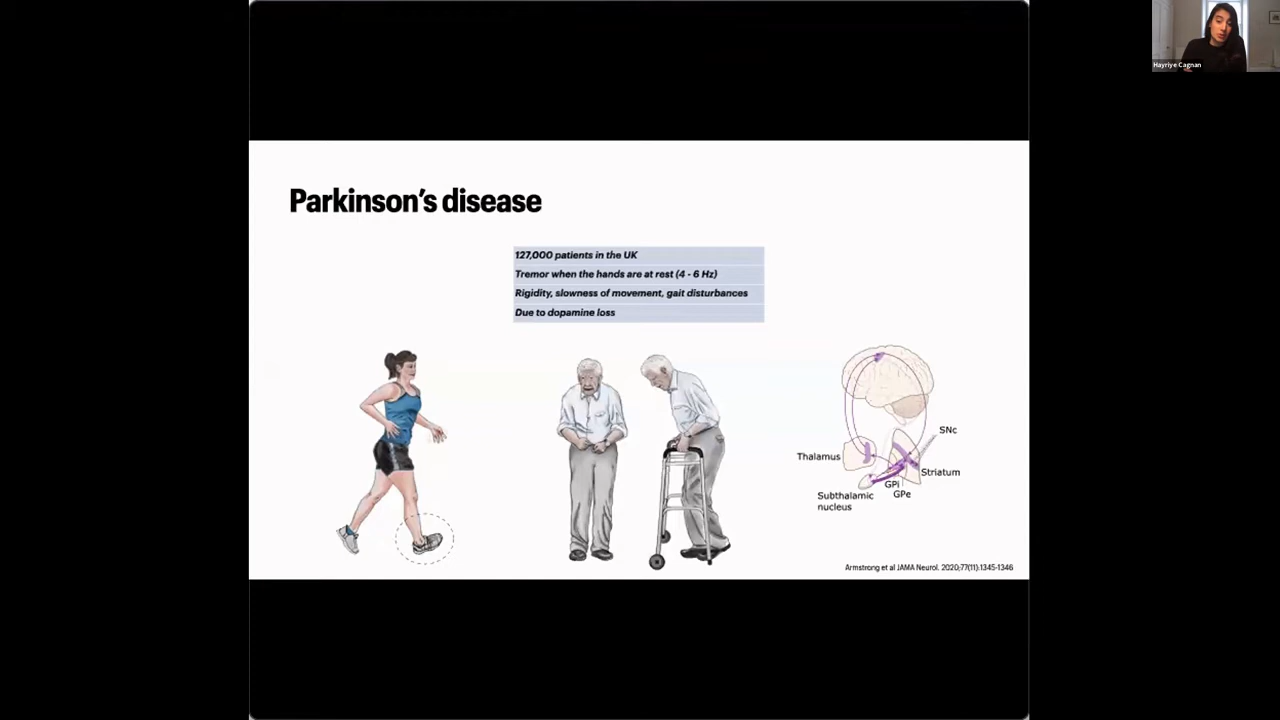 Hayriye Cagnan
Parkinson's disease
127,000 patients in the UK
Tremor when the hands are at rest (4 - 6 Hz)
Rigidity, slowness of movement, gait disturbances
Due to dopamine loss
SNc
Thalamus
Striatum
GPi
GPe
Subthalamic
nucleus
Armstrong et al JAMA Neurol. 2020;77(11):1345-1346